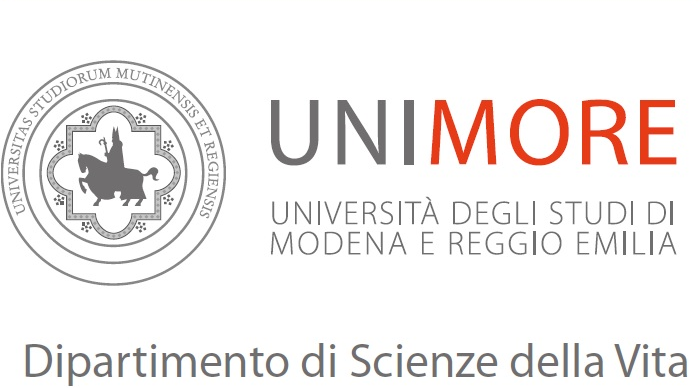 UNIVERSITAS STUDIORUM MUTINENSIS ET REGIENSIS
UNIMORE
UNIVERSITÀ DEGLI STUDI DI
MODENA E REGGIO EMILIA
Dipartimento di Scienze della Vita